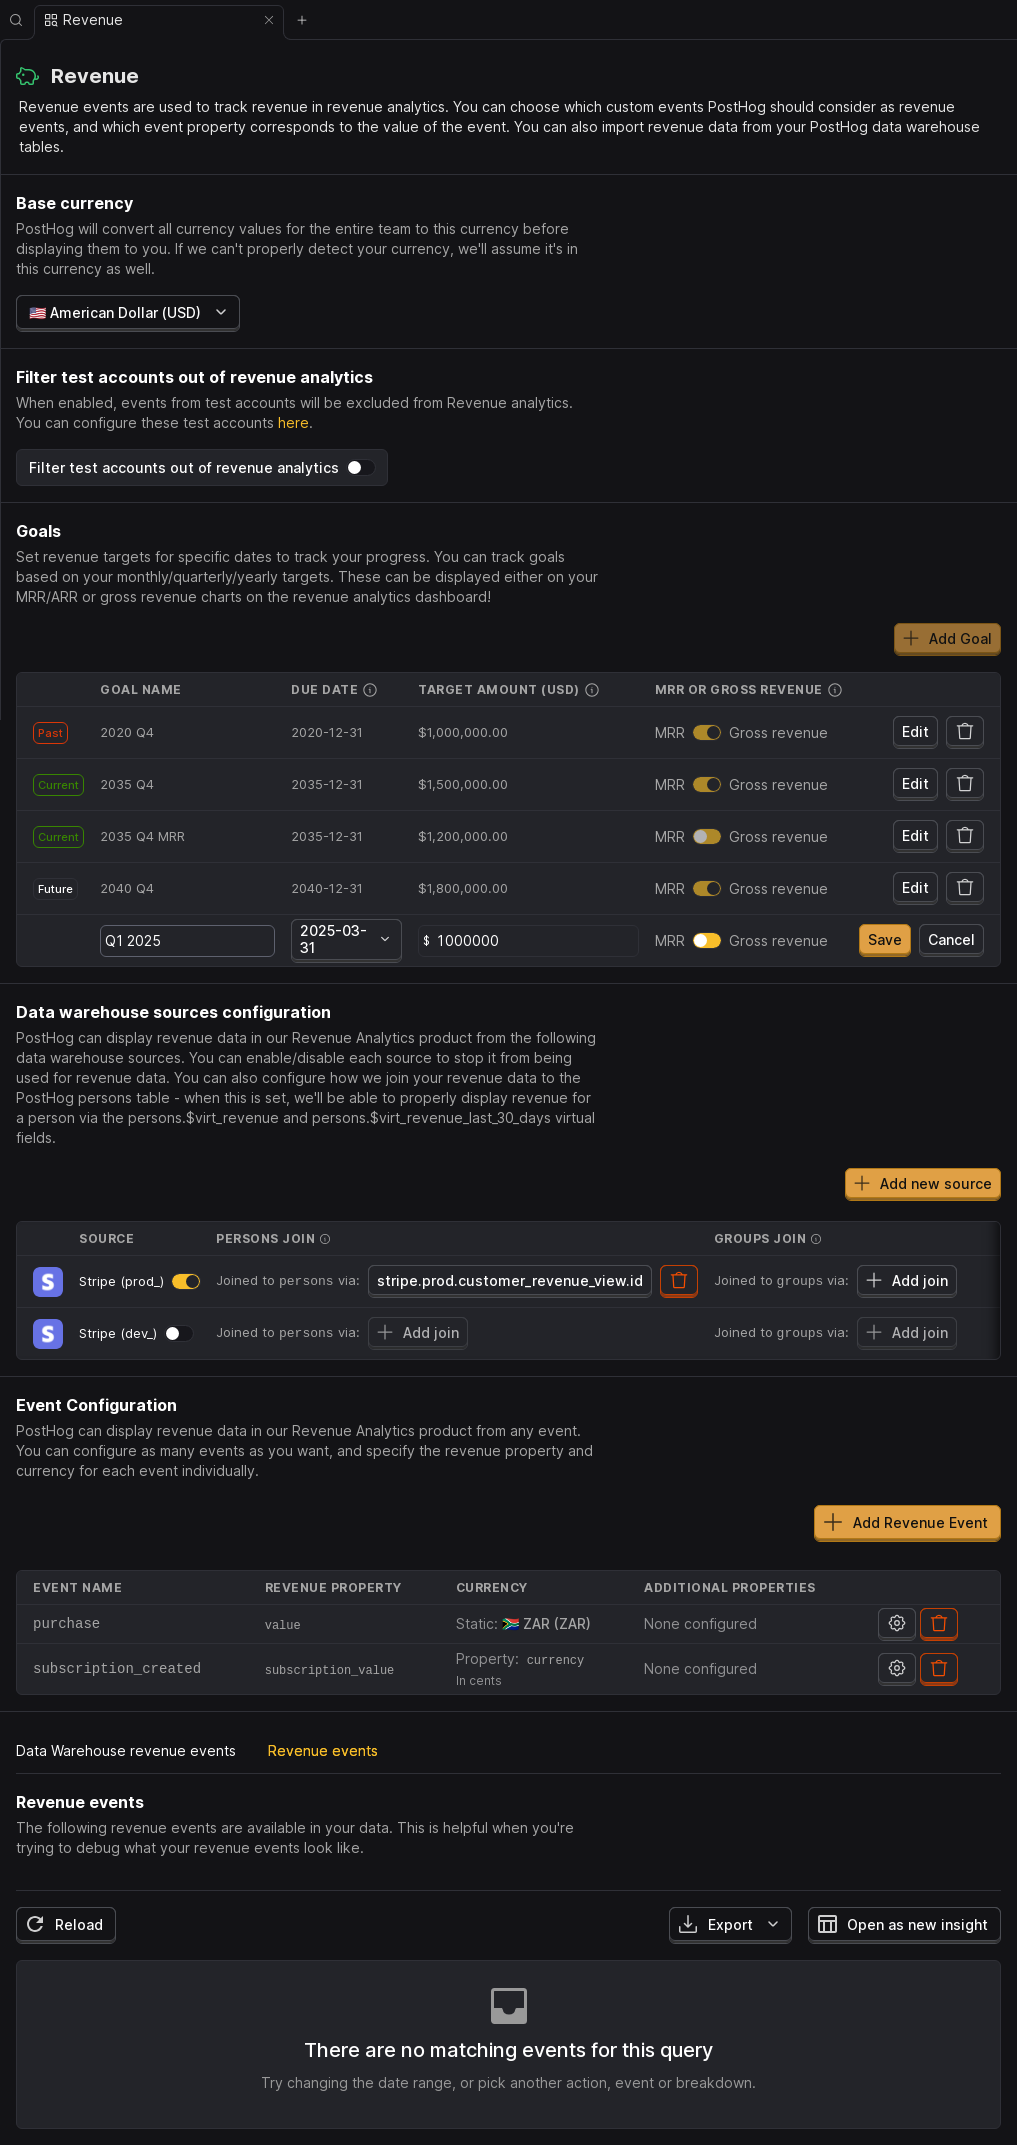 Revenue
Revenue
Revenue events are used to track revenue in revenue analytics. You can choose which custom events PostHog should consider as revenue
events, and which event property corresponds to the value of the event. You can also import revenue data from your PostHog data warehouse
tables.
Base currency
PostHog will convert all currency values for the entire team to this currency before
displaying them to you. If we can't properly detect your currency, we'll assume it's in
this currency as well.
🇺🇸 American Dollar (USD)
Filter test accounts out of revenue analytics
When enabled, events from test accounts will be excluded from Revenue analytics.
You can configure these test accounts here.
Filter test accounts out of revenue analytics
Goals
Set revenue targets for specific dates to track your progress. You can track goals
based on your monthly/quarterly/yearly targets. These can be displayed either on your
MRR/ARR or gross revenue charts on the revenue analytics dashboard!
Add Goal
GOAL NAME DUE DATE TARGET AMOUNT (USD) MRR OR GROSS REVENUE
Past 2020 Q4 2020-12-31 $1,000,000.00 MRR Gross revenue Edit
Current 2035 Q4 2035-12-31 $1,500,000.00 MRR Gross revenue Edit
Current 2035 Q4 MRR 2035-12-31 $1,200,000.00 MRR Gross revenue Edit
Future 2040 Q4 2040-12-31 $1,800,000.00 MRR Gross revenue Edit
Q1 2025 2025-03-
31 $ 1000000 MRR Gross revenue Save Cancel
Data warehouse sources configuration
PostHog can display revenue data in our Revenue Analytics product from the following
data warehouse sources. You can enable/disable each source to stop it from being
used for revenue data. You can also configure how we join your revenue data to the
PostHog persons table - when this is set, we'll be able to properly display revenue for
a person via the persons.$virt_revenue and persons.$virt_revenue_last_30_days virtual
fields.
Add new source
SOURCE PERSONS JOIN GROUPS JOIN
S Stripe (prod_) Joined to persons via: stripe.prod.customer_revenue_view.id Joined to groups via: Add join
S Stripe (dev_) Joined to persons via: Add join Joined to groups via: Add join
Event Configuration
PostHog can display revenue data in our Revenue Analytics product from any event.
You can configure as many events as you want, and specify the revenue property and
currency for each event individually.
Add Revenue Event
EVENT NAME REVENUE PROPERTY CURRENCY ADDITIONAL PROPERTIES
purchase value Static: 🇿🇦 ZAR (ZAR) None configured
subscription_created subscription_value Property: currency None configured
In cents
Data Warehouse revenue events Revenue events
Revenue events
The following revenue events are available in your data. This is helpful when you're
trying to debug what your revenue events look like.
Reload Export Open as new insight
There are no matching events for this query
Try changing the date range, or pick another action, event or breakdown.